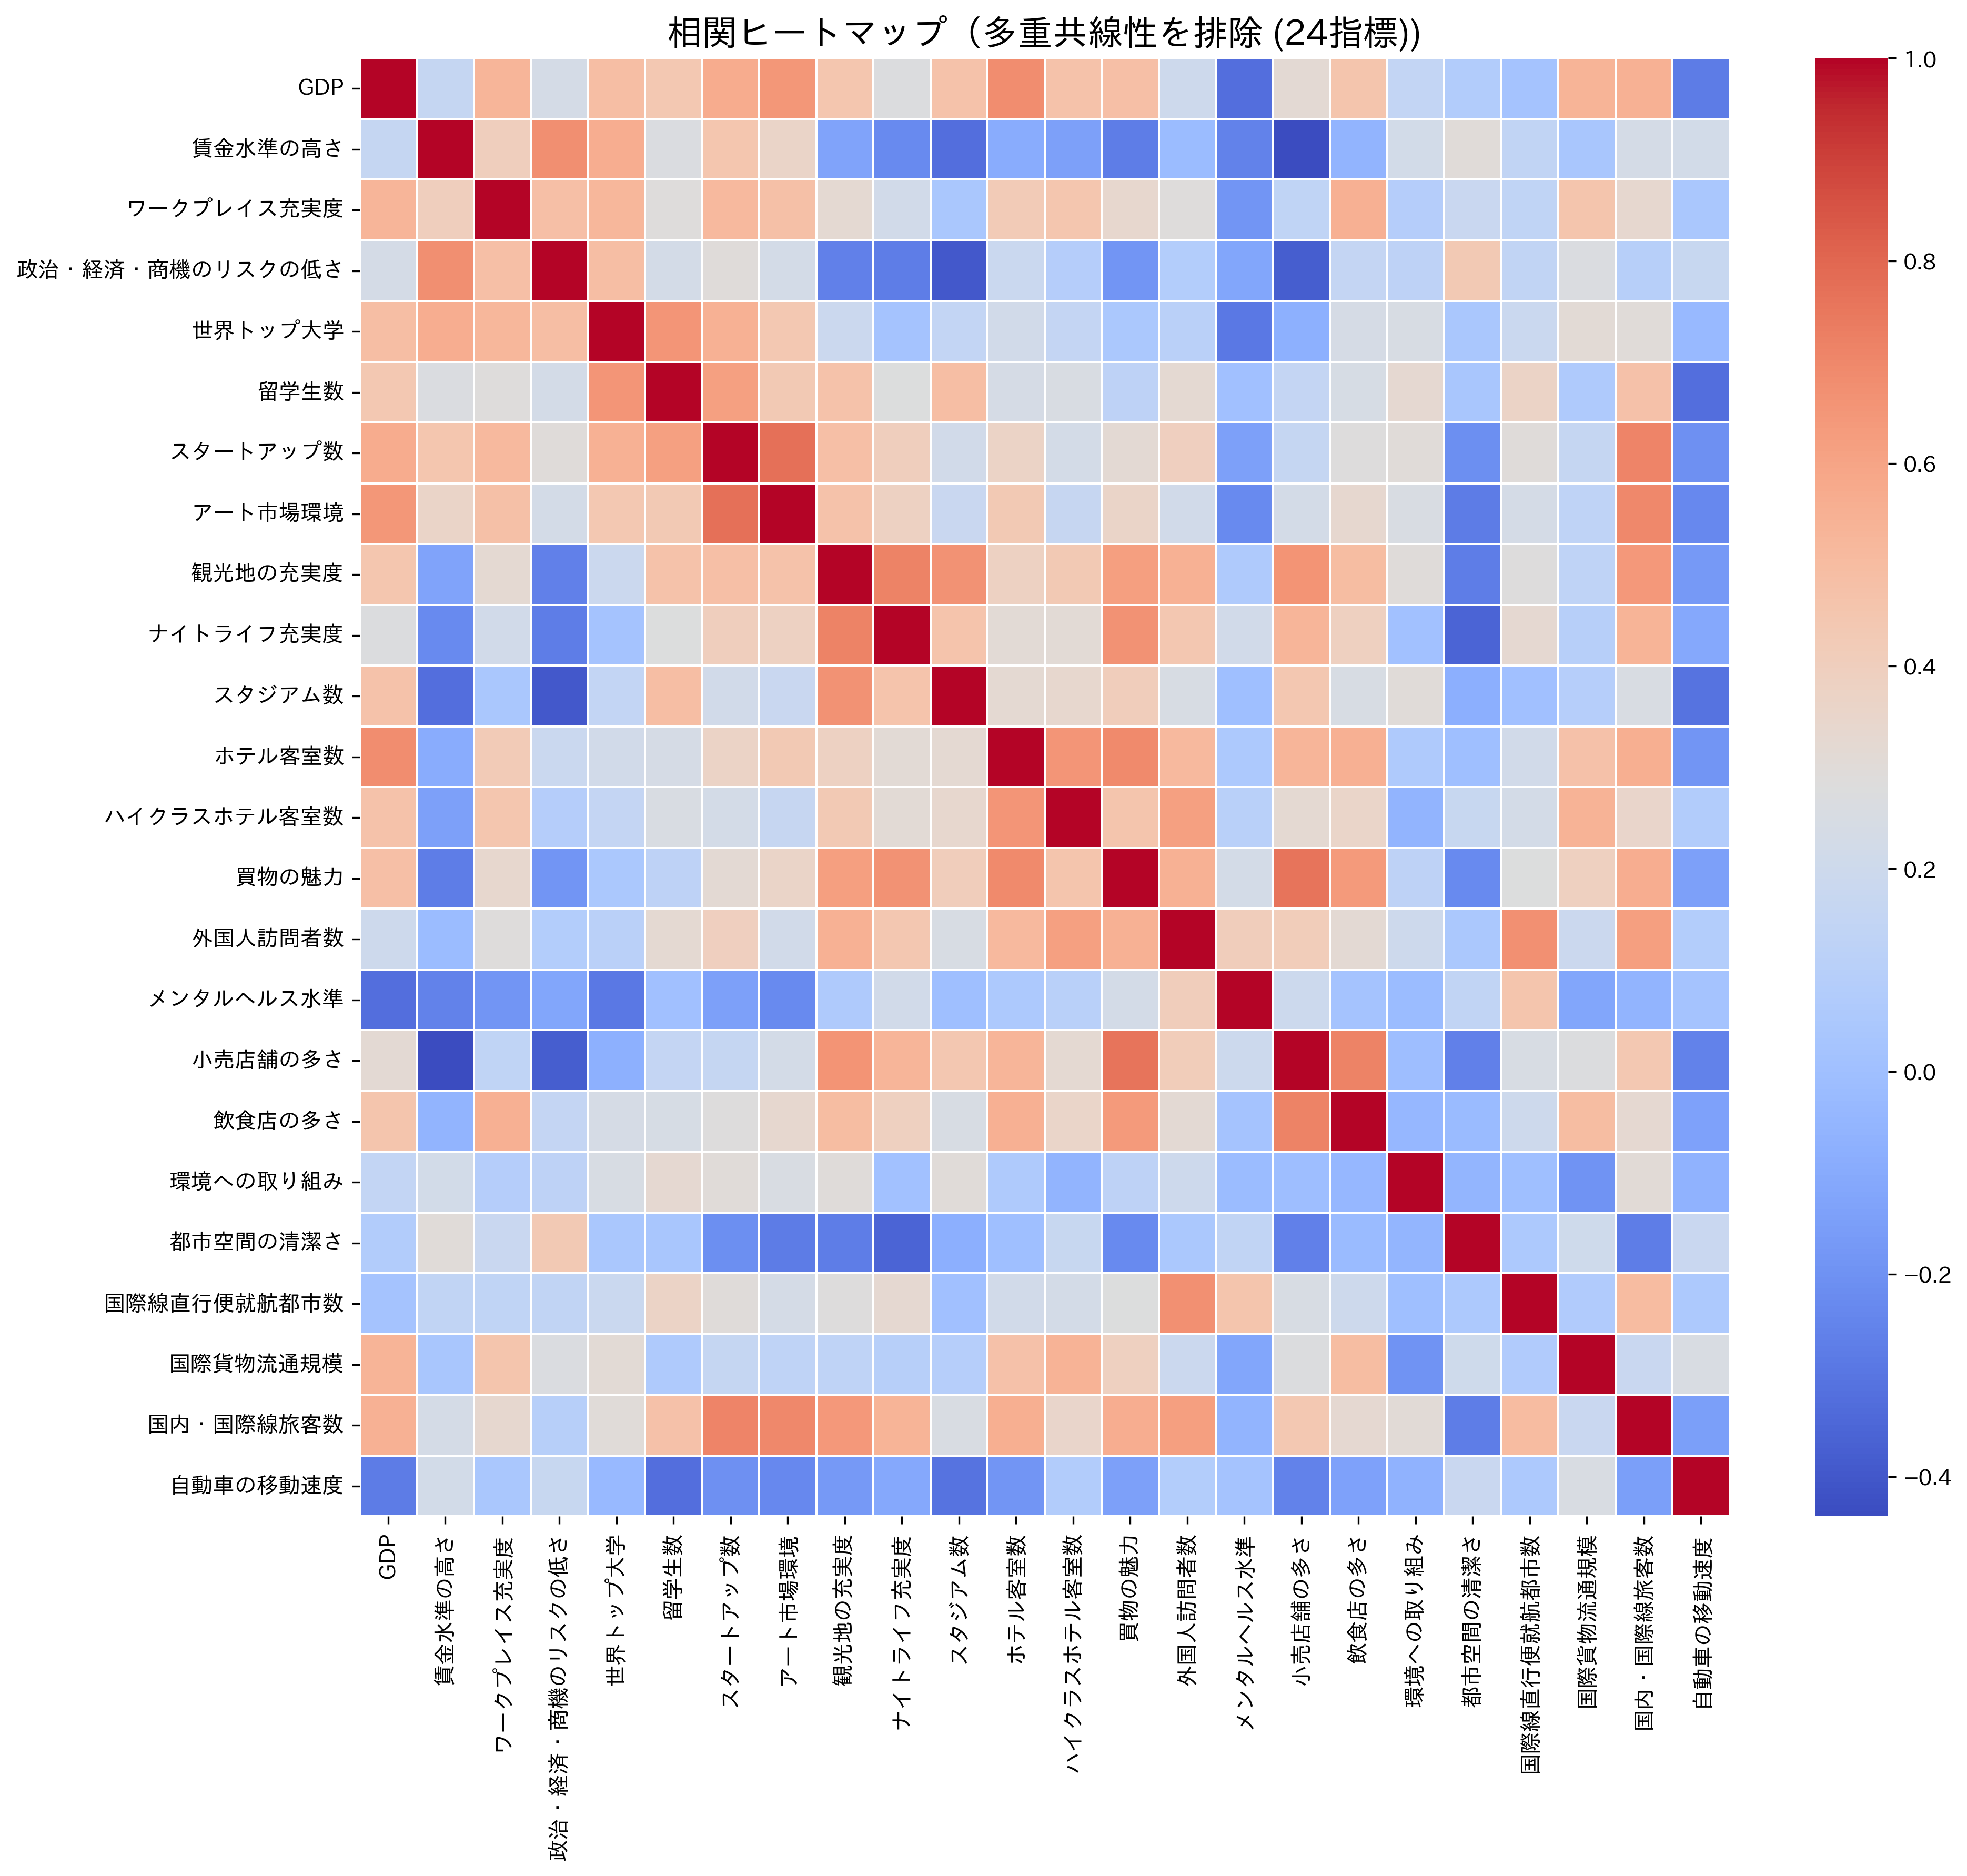 相関ヒートマップ（多重共線性を排除 (24指標))
GDP
賃金水準の高さ
ワークプレイス充実度
政治・経済・商機のリスクの低さ
世界トップ大学
留学生数
スタートアップ数
アート市場環境
観光地の充実度
ナイトライフ充実度
スタジアム数
ホテル客室数
ハイクラスホテル客室数
買物の魅力
外国人訪問者数
メンタルヘルス水準
小売店舗の多さ
飲食店の多さ
環境への取り組み
都市空間の清潔さ
国際線直行便就航都市数
国際貨物流通規模
国内・国際線旅客数
自動車の移動速度
GDP
賃金水準の高さ
ワークプレイス充実度
政治・経済・商機のリスクの低さ
世界トップ大学
留学生数
スタートアップ数
アート市場環境
観光地の充実度
ナイトライフ充実度
スタジアム数
ホテル客室数
ハイクラスホテル客室数
買物の魅力
外国人訪問者数
メンタルヘルス水準
小売店舗の多さ
飲食店の多さ
環境への取り組み
都市空間の清潔さ
国際線直行便就航都市数
国際貨物流通規模
国内・国際線旅客数
自動車の移動速度
1.0
0.8
0.6
0.4
0.2
0.0
−0.2
−0.4